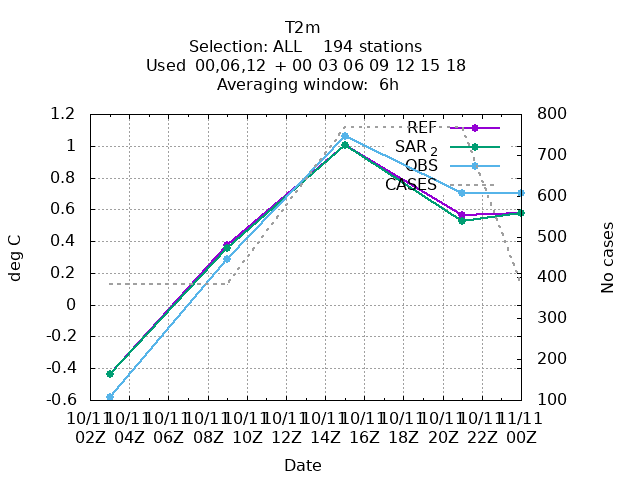 T2m
Selection: ALL 194 stations
Used 00,06,12 + 00 03 06 09 12 15 18
Averaging window: 6h
1.2
1
0.8
0.6
0.4
0.2
0
-0.2
-0.4
-0.6
deg C
800
700
600
500
400
300
200
100
No cases
REF
SAR 2
OBS
CASES
10/11 10/11 10/11 10/11 10/11 10/11 10/11 10/11 10/11 10/11 10/11 11/11
02Z 04Z 06Z 08Z 10Z 12Z 14Z 16Z 18Z 20Z 22Z 00Z
Date